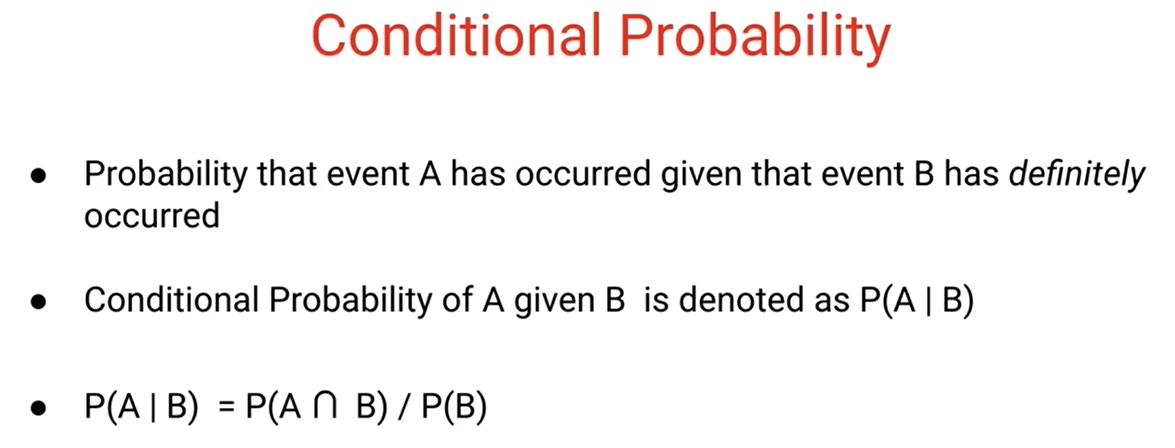 Conditional Probability
● Probability that event A has occurred given that event B has definitely
occurred
● Conditional Probability of A given B is denoted as P(A | B)
● P(A | B) = P(A ∩ B) / P(B)